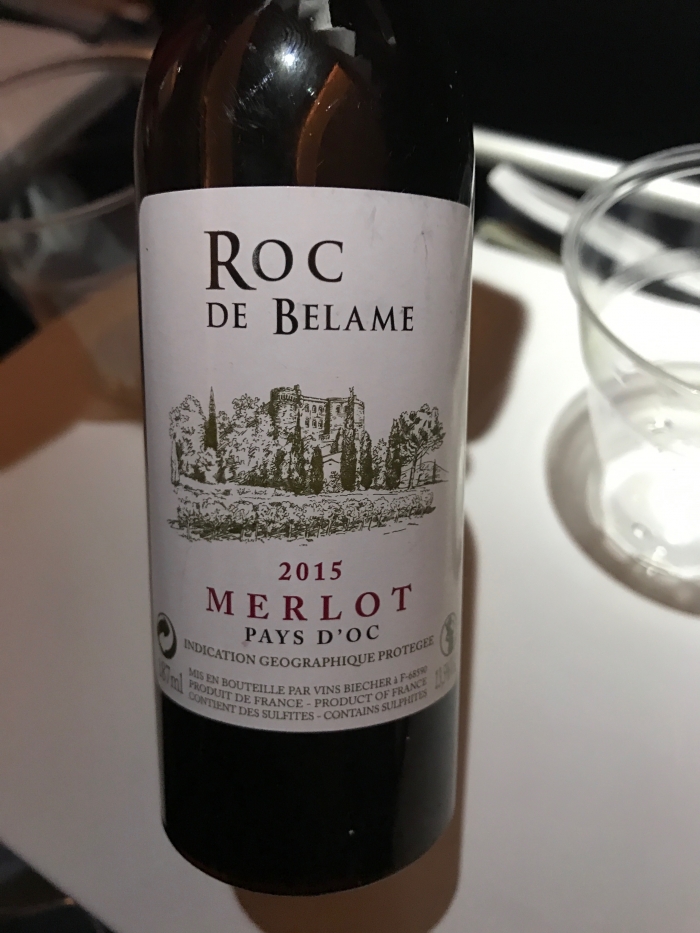 ROC
DE BELAME
2015
MERLOT
PAYS D'OC
INDICATION GEOGRAPHIQUE PROTEGEE
MIS EN BOUTEILLE PAR VINS BIECHER à F-68590
PRODUIT DE FRANCE - PRODUCT OF FRANCE
CONTIENT DES SULFITES - CONTAINS SULPHITES